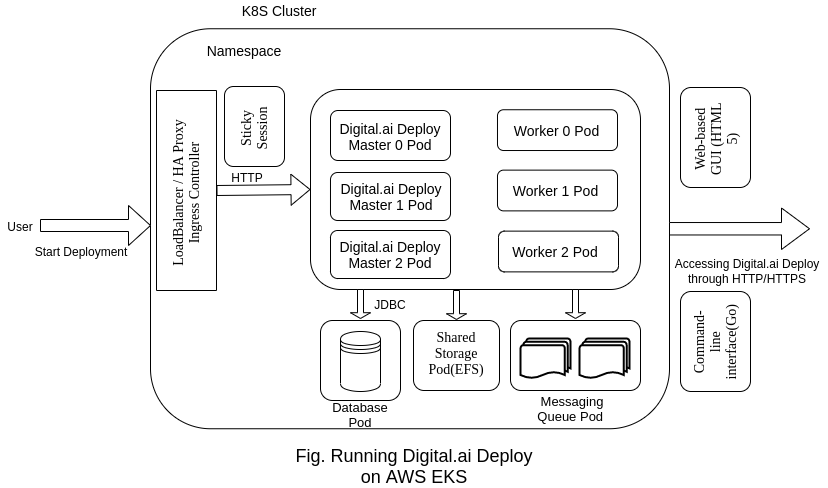 K8S Cluster
Namespace
LoadBalancer / HA Proxy
Ingress Controller
Sticky
Session
HTTP
User
Start Deployment
Digital.ai Deploy
Master 0 Pod
Digital.ai Deploy
Master 1 Pod
Digital.ai Deploy
Master 2 Pod
Worker 0 Pod
Worker 1 Pod
Worker 2 Pod
JDBC
Database
Pod
Shared
Storage
Pod(EFS)
Messaging
Queue Pod
Web-based
GUI (HTML
5)
Accessing Digital.ai Deploy
through HTTP/HTTPS
Command-
line
interface(Go)
Fig. Running Digital.ai Deploy
on AWS EKS